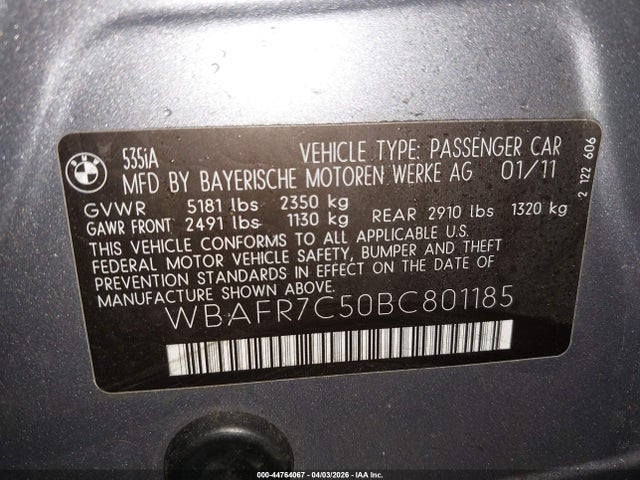 BMW
535iA VEHICLE TYPE: PASSENGER CAR
MFD BY BAYERISCHE MOTOREN WERKE AG 01/11
GVWR 5181 lbs 2350 kg
GAWR FRONT 2491 lbs 1130 kg REAR 2910 lbs 1320 kg
THIS VEHICLE CONFORMS TO ALL APPLICABLE U.S.
FEDERAL MOTOR VEHICLE SAFETY, BUMPER AND THEFT
PREVENTION STANDARDS IN EFFECT ON THE DATE OF
MANUFACTURE SHOWN ABOVE.
WBAFR7C50BC801185
2 122 606
000-44764067 - 04/03/2026 - IAA Inc.